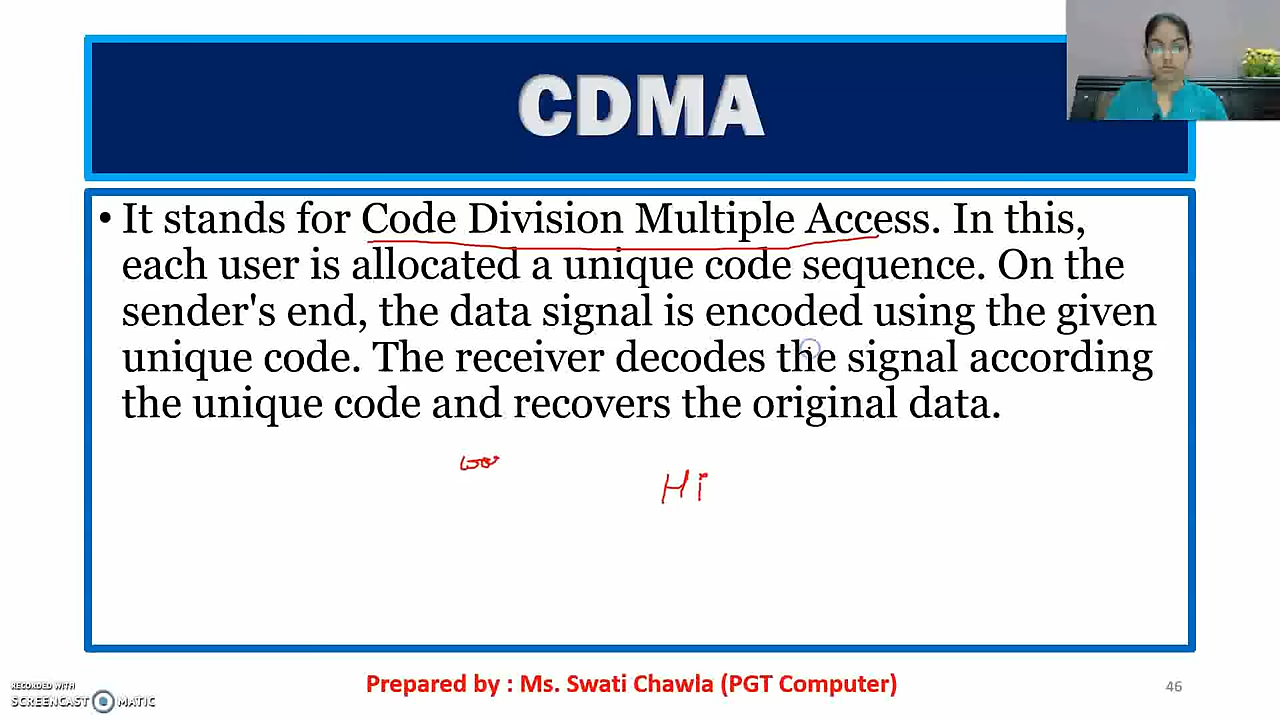 CDMA
• It stands for Code Division Multiple Access. In this,
each user is allocated a unique code sequence. On the
sender's end, the data signal is encoded using the given
unique code. The receiver decodes the signal according
the unique code and recovers the original data.
Hi
Prepared by : Ms. Swati Chawla (PGT Computer)
46
RECORDED WITH
SCREENCAST MATIC